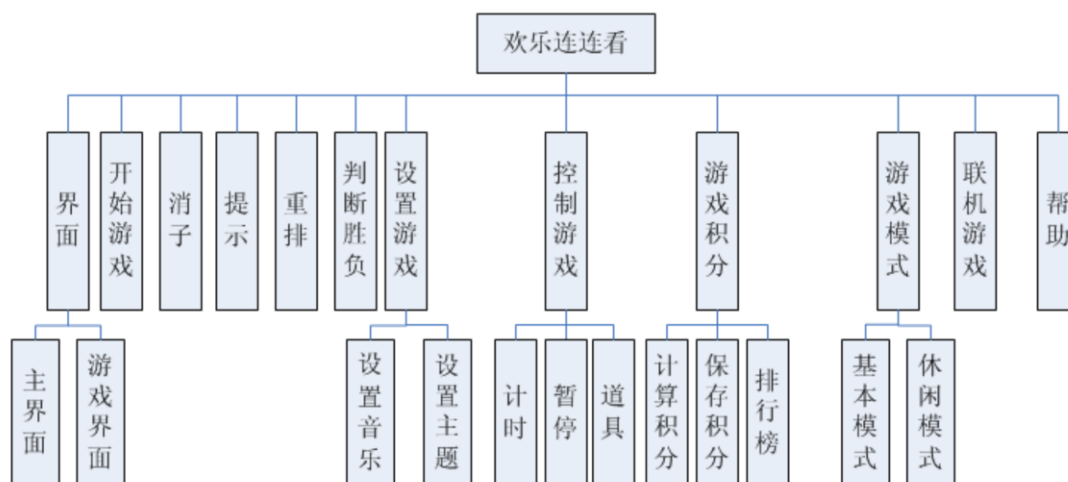 欢乐连连看
界面
开始游戏
消子
提示
重排
判断胜负
设置游戏
控制游戏
游戏积分
游戏模式
联机游戏
帮助
主界面
游戏界面
设置音乐
设置主题
计时
暂停
道具
计算积分
保存积分
排行榜
基本模式
休闲模式